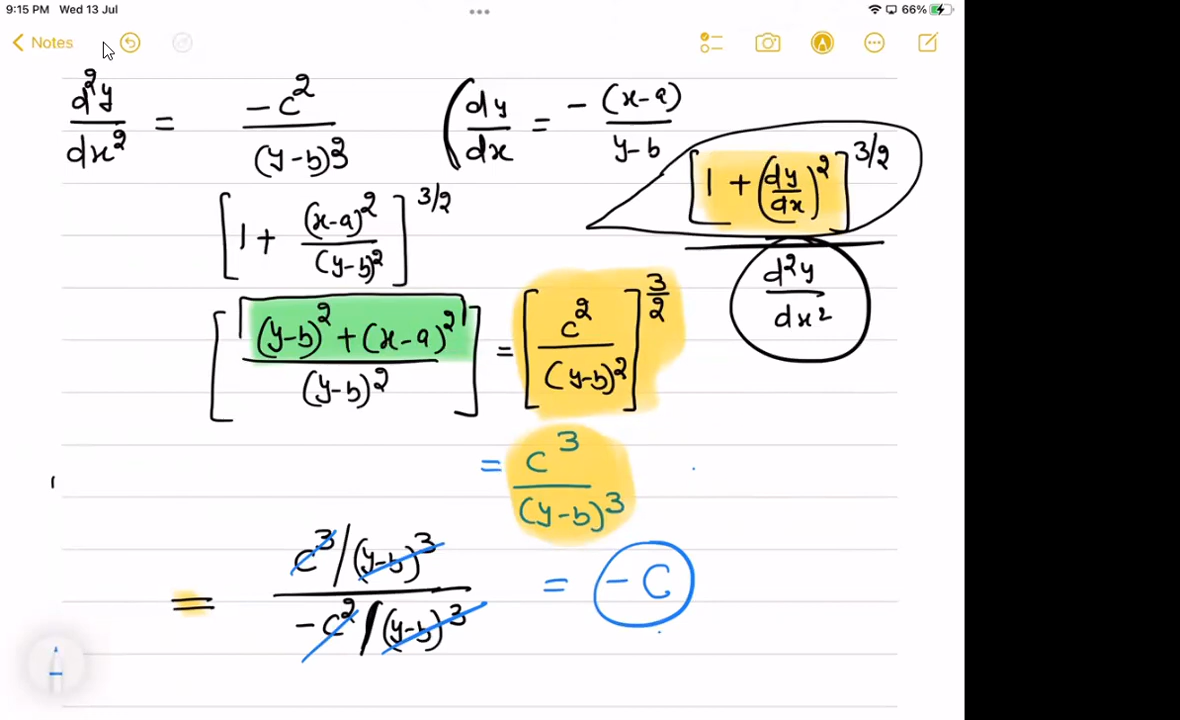 9:15 PM Wed 13 Jul
66%
Notes
d²y/dx² = -c²/(y-b)³ (dy/dx = -(x-a)/y-b
[1 + (dy/dx)²]^3/2
d²y/dx²
[1 + (x-a)²/(y-b)²]^3/2
[(y-b)²+(x-a)²/(y-b)²] = [c²/(y-b)²]^3/2
= c³/(y-b)³
= c³/(y-b)³ / -c²/(y-b)³ = -C